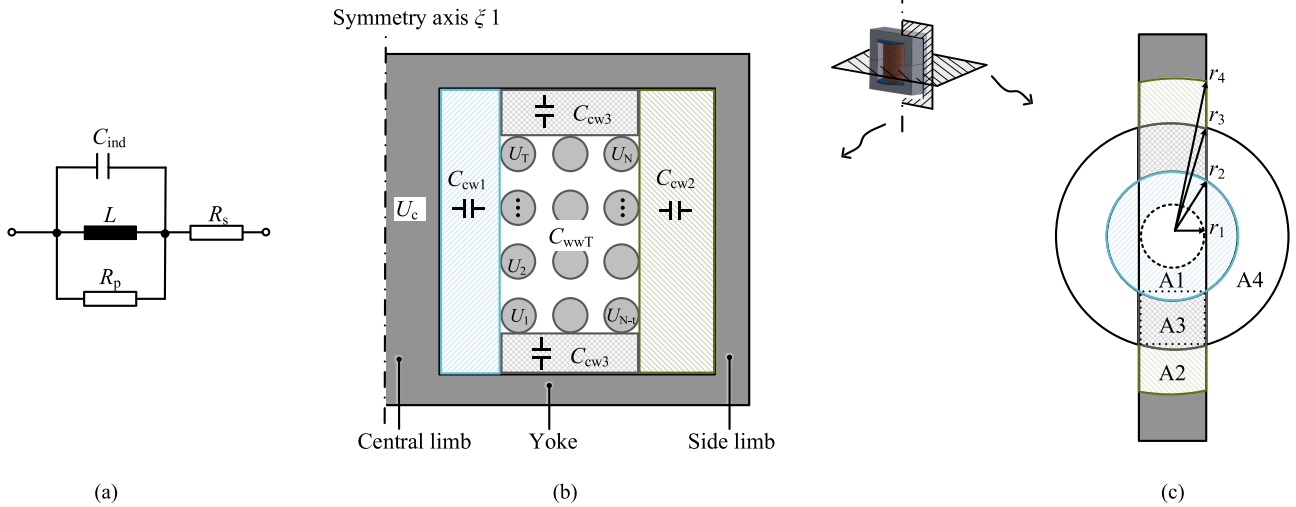 Symmetry axis ξ 1
C_ind
L
R_s
R_p
C_cw3
U_T
U_N
C_cw1
C_cw2
U_c
C_wwT
U_2
U_1
U_N-t
C_cw3
Central limb
Yoke
Side limb
r_4
r_3
r_2
r_1
A1
A4
A3
A2
(a)
(b)
(c)